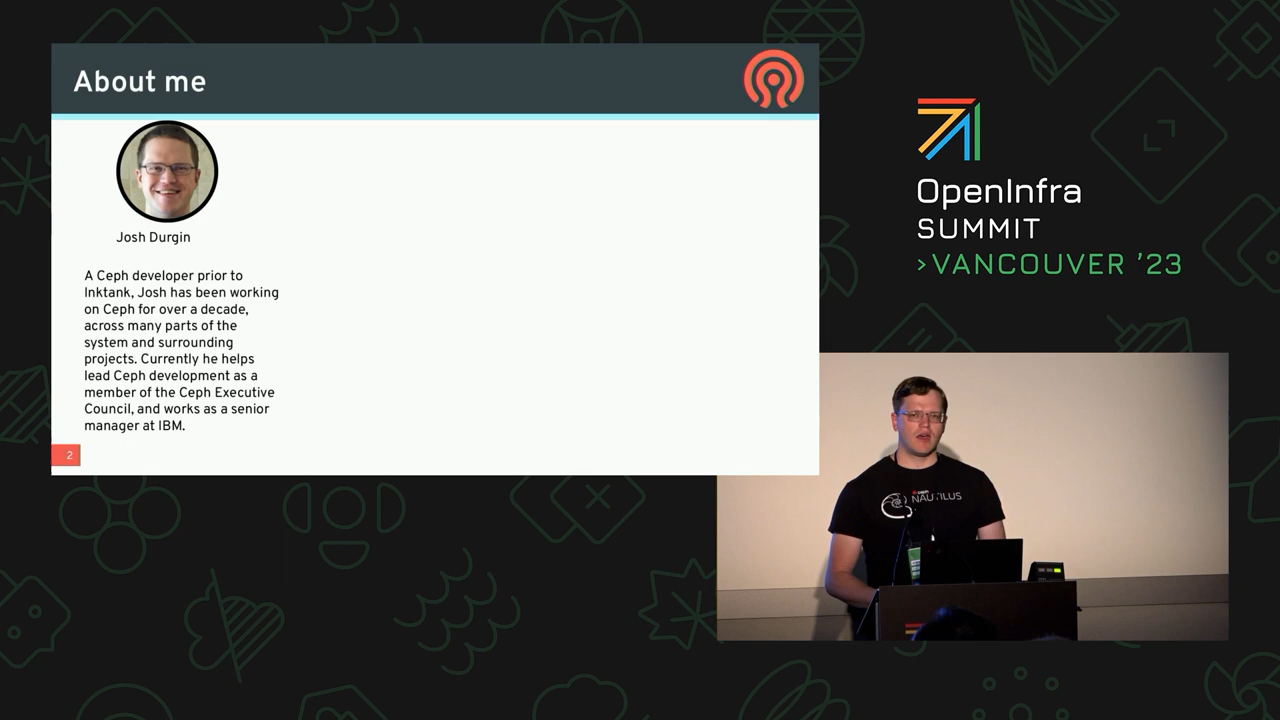 About me
Josh Durgin
A Ceph developer prior to
Inktank, Josh has been working
on Ceph for over a decade,
across many parts of the
system and surrounding
projects. Currently he helps
lead Ceph development as a
member of the Ceph Executive
Council, and works as a senior
manager at IBM.
2
OpenInfra
SUMMIT
>VANCOUVER '23
ceph
NAUTILUS